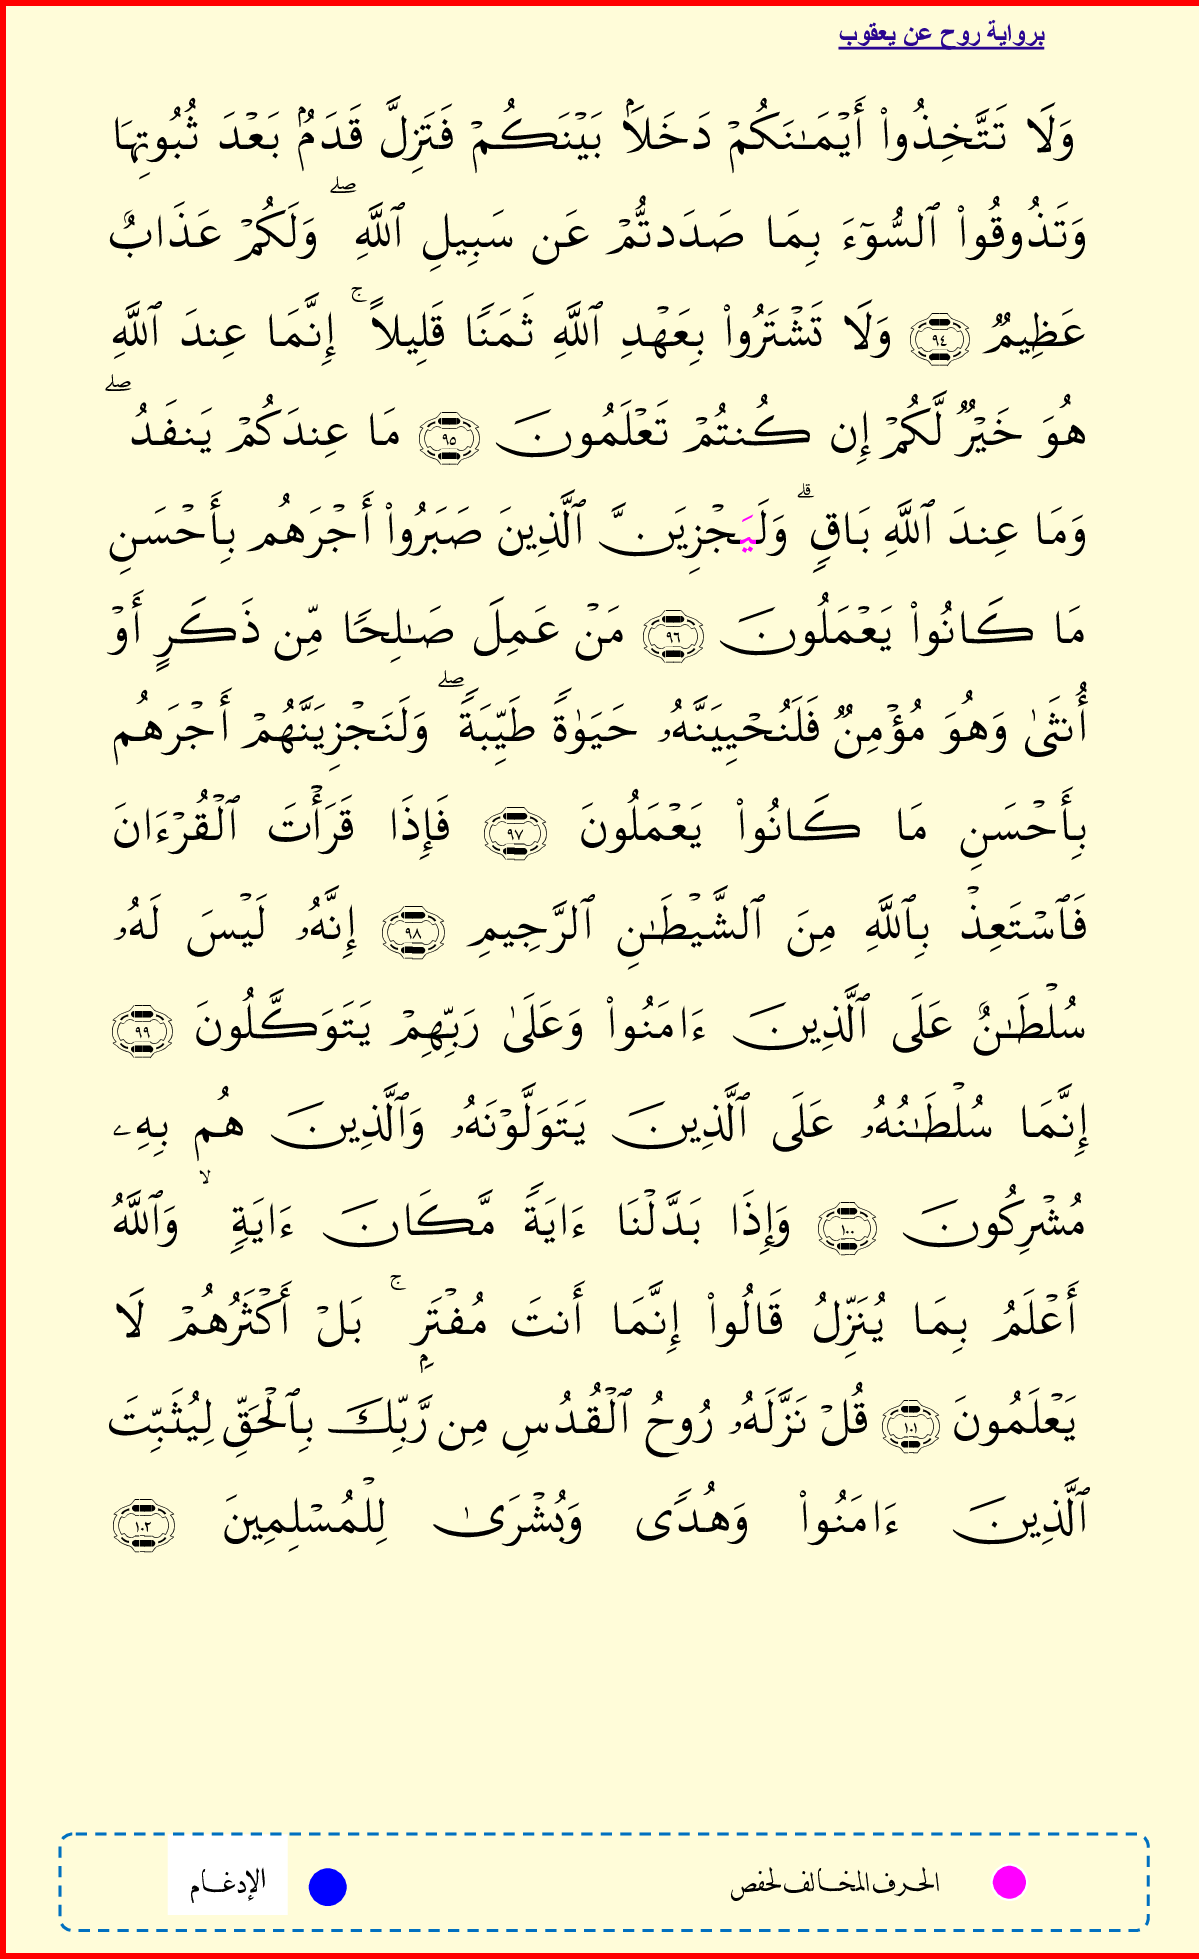 برواية روح عن يعقوب
وَلَا تَتَّخِذُوا۟ أَيۡمَـٰنَكُمۡ دَخَلَۢا بَيۡنَكُمۡ فَتَزِلَّ قَدَمُۢ بَعۡدَ ثُبُوتِهَا
وَتَذُوقُوا۟ ٱلسُّوٓءَ بِمَا صَدَدتُّمۡ عَن سَبِيلِ ٱللَّهِۖ وَلَكُمۡ عَذَابٌ
عَظِيمٌ ٩٤ وَلَا تَشۡتَرُوا۟ بِعَهۡدِ ٱللَّهِ ثَمَنًا قَلِيلًاۚ إِنَّمَا عِندَ ٱللَّهِ
هُوَ خَيۡرٌ لَّكُمۡ إِن كُنتُمۡ تَعۡلَمُونَ ٩٥ مَا عِندَكُمۡ يَنفَدُۖ
وَمَا عِندَ ٱللَّهِ بَاقٍۗ وَلَيَجۡزِيَنَّ ٱلَّذِينَ صَبَرُوا۟ أَجۡرَهُم بِأَحۡسَنِ
مَا كَانُوا۟ يَعۡمَلُونَ ٩٦ مَنۡ عَمِلَ صَـٰلِحًا مِّن ذَكَرٍ أَوۡ
أُنثَىٰ وَهُوَ مُؤۡمِنٌ فَلَنُحۡيِيَنَّهُۥ حَيَوٰةً طَيِّبَةًۖ وَلَنَجۡزِيَنَّهُمۡ أَجۡرَهُم
بِأَحۡسَنِ مَا كَانُوا۟ يَعۡمَلُونَ ٩٧ فَإِذَا قَرَأۡتَ ٱلۡقُرۡءَانَ
فَٱسۡتَعِذۡ بِٱللَّهِ مِنَ ٱلشَّيۡطَـٰنِ ٱلرَّجِيمِ ٩٨ إِنَّهُۥ لَيۡسَ لَهُۥ
سُلۡطَـٰنٌ عَلَى ٱلَّذِينَ ءَامَنُوا۟ وَعَلَىٰ رَبِّهِمۡ يَتَوَكَّلُونَ ٩٩
إِنَّمَا سُلۡطَـٰنُهُۥ عَلَى ٱلَّذِينَ يَتَوَلَّوۡنَهُۥ وَٱلَّذِينَ هُم بِهِۦ
مُشۡرِكُونَ ١٠٠ وَإِذَا بَدَّلۡنَا ءَايَةً مَّكَانَ ءَايَةٍۙ وَٱللَّهُ
أَعۡلَمُ بِمَا يُنَزِّلُ قَالُوا۟ إِنَّمَا أَنتَ مُفۡتَرِۭۚ بَلۡ أَكۡثَرُهُمۡ لَا
يَعۡلَمُونَ ١٠١ قُلۡ نَزَّلَهُۥ رُوحُ ٱلۡقُدُسِ مِن رَّبِّكَ بِٱلۡحَقِّ لِيُثَبِّتَ
ٱلَّذِينَ ءَامَنُوا۟ وَهُدًى وَبُشۡرَىٰ لِلۡمُسۡلِمِينَ ١٠٢
الحرف المخالف لحفص الإدغام